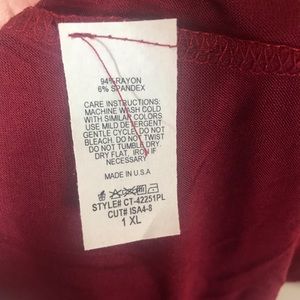 94% RAYON
6% SPANDEX
CARE INSTRUCTIONS:
MACHINE WASH COLD
WITH SIMILAR COLORS
USE MILD DETERGENT
GENTLE CYCLE, DO NOT
BLEACH, DO NOT TWIST
DO NOT TUMBLE DRY.
DRY FLAT, IRON IF
NECESSARY
MADE IN U.S.A
STYLE# CT-42251PL
CUT# ISA4-8
1 XL